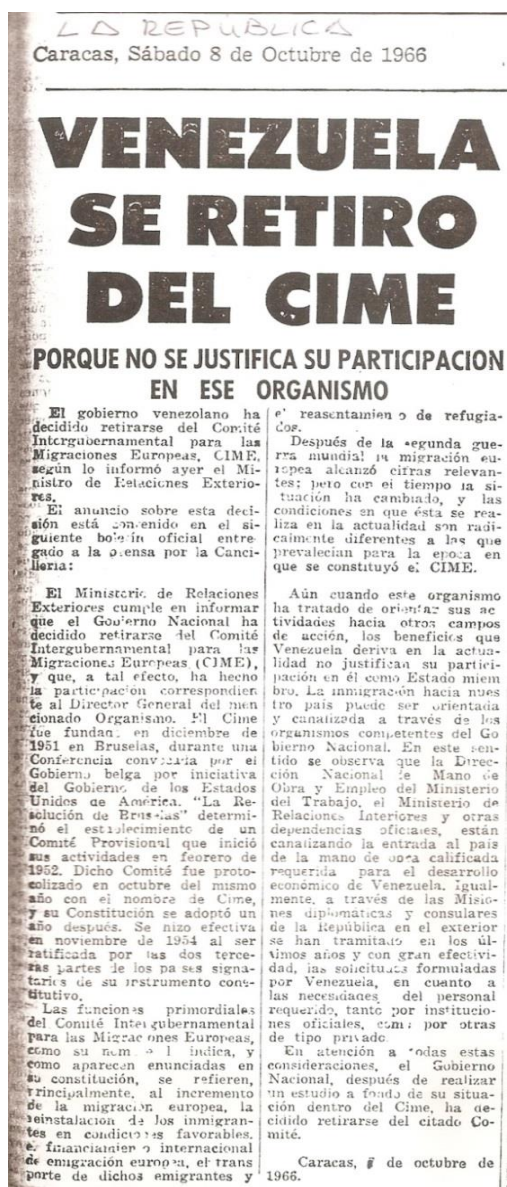 LA REPÚBLICA
Caracas, Sábado 8 de Octubre de 1966
VENEZUELA
SE RETIRO
DEL CIME
PORQUE NO SE JUSTIFICA SU PARTICIPACION
EN ESE ORGANISMO
El gobierno venezolano ha
decidido retirarse del Comité
Intergubernamental para las
Migraciones Europeas, CIME,
según lo informó ayer el Mi-
nistro de Relaciones Exterio-
res.
El anuncio sobre esta deci-
sión está contenido en el si-
guiente boletín oficial entre
gado a la prensa por la Canci-
llería:
El Ministerio de Relaciones
Exteriores cumple en informar
que el Gobierno Nacional ha
decidido retirarse del Comité
Intergubernamental para las
Migraciones Europeas (CIME),
y que, a tal efecto, ha hecho
la participación correspondien
te al Director General del men
cionado Organismo. El Cime
fue fundado en diciembre de
1951 en Bruselas, durante una
Conferencia convocada por el
Gobierno belga por iniciativa
del Gobierno de los Estados
Unidos de América. "La Re-
solución de Bruselas" determi-
nó el establecimiento de un
Comité Provisional que inició
sus actividades en febrero de
1952. Dicho Comité fue proto-
colizado en octubre del mismo
año con el nombre de Cime,
y su Constitución se adoptó un
año después. Se hizo efectiva
en noviembre de 1954 al ser
ratificada por las dos terce-
ras partes de los países signa-
tarios de su instrumento cons-
titutivo.
Las funciones primordiales
del Comité Intergubernamental
para las Migraciones Europeas,
como su nombre lo indica, y
como aparecen enunciadas en
su constitución, se refieren,
principalmente, al incremento
de la migración europea, la
reinstalación de los inmigran-
tes en condiciones favorables,
el financiamiento internacional
de emigración europea, el trans
porte de dichos emigrantes y
el reasentamiento de refugia-
dos.
Después de la segunda gue-
rra mundial la migración eu-
ropea alcanzó cifras relevan-
tes; pero con el tiempo la si-
tuación ha cambiado, y las
condiciones en que ésta se rea-
liza en la actualidad son radi-
calmente diferentes a las que
prevalecían para la época en
que se constituyó el CIME.
Aún cuando este organismo
ha tratado de orientar sus ac
tividades hacia otros campos
de acción, los beneficios que
Venezuela deriva en la actua-
lidad no justifican su partici-
pación en él como Estado miem
bro. La inmigración hacia nues
tro país puede ser orientada
y canalizada a través de los
organismos competentes del Go
bierno Nacional. En este sen-
tido se observa que la Direc-
ción Nacional de Mano de
Obra y Empleo del Ministerio
del Trabajo, el Ministerio de
Relaciones Interiores y otras
dependencias oficiales, están
canalizando la entrada al país
de la mano de obra calificada
requerida para el desarrollo
económico de Venezuela. Igual-
mente, a través de las Misio-
nes diplomáticas y consulares
de la República en el exterior
se han tramitado en los úl-
timos años y con gran efectivi-
dad, las solicitudes formuladas
por Venezuela, en cuanto a
las necesidades del personal
requerido, tanto por institucio-
nes oficiales, como por otras
de tipo privado.
En atención a todas estas
consideraciones, el Gobierno
Nacional, después de realizar
un estudio a fondo de su situa-
ción dentro del Cime, ha de-
cidido retirarse del citado Co-
mité.
Caracas, 7 de octubre de
1966.